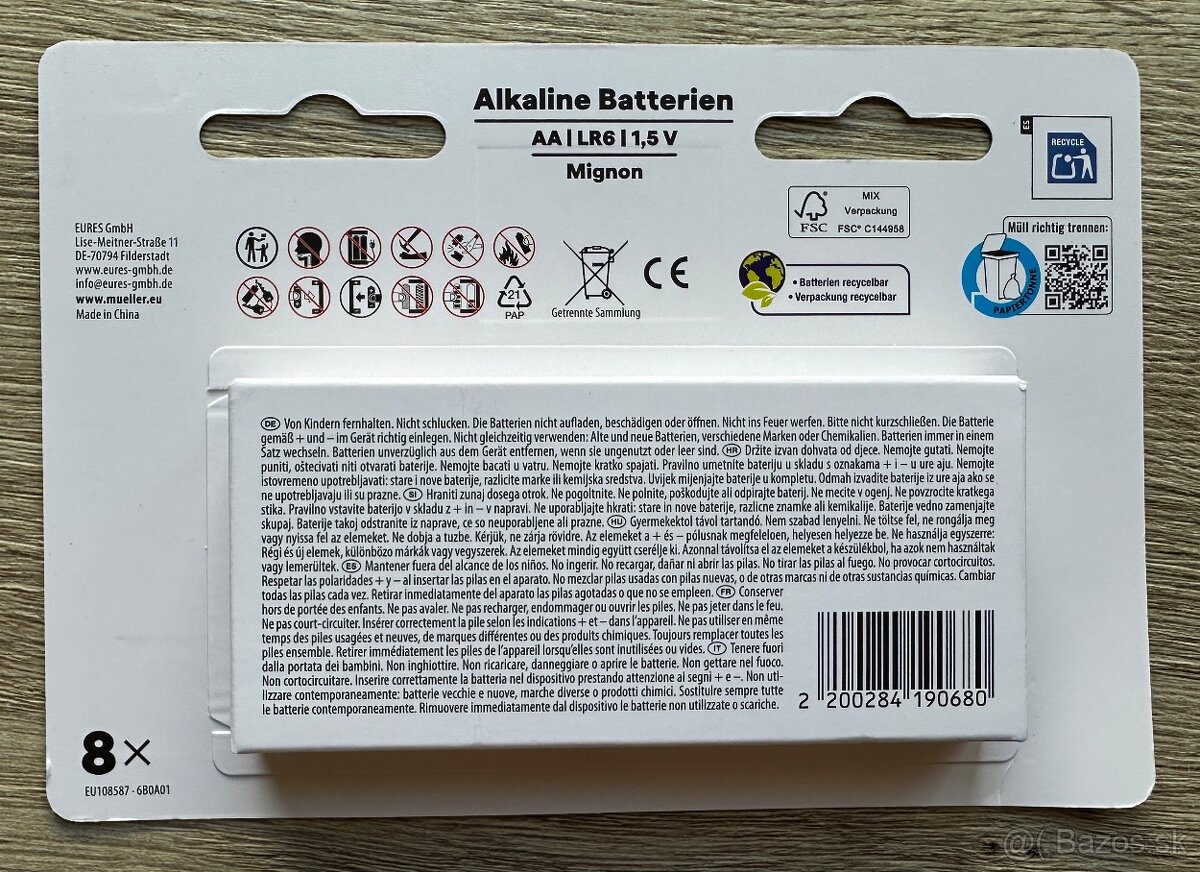 Alkaline Batterien
AA | LR6 | 1,5 V
Mignon
ES
RECYCLE
EURES GmbH
Lise-Meitner-Straße 11
DE-70794 Filderstadt
www.eures-gmbh.de
info@eures-gmbh.de
www.mueller.eu
Made in China
21
PAP
Getrennte Sammlung
CE
FSC
MIX
Verpackung
FSC® C144958
• Batterien recycelbar
• Verpackung recycelbar
Müll richtig trennen:
PAPIERTONNE
DE Von Kindern fernhalten. Nicht schlucken. Die Batterien nicht aufladen, beschädigen oder öffnen. Nicht ins Feuer werfen. Bitte nicht kurzschließen. Die Batterie
gemäß + und – im Gerät richtig einlegen. Nicht gleichzeitig verwenden: Alte und neue Batterien, verschiedene Marken oder Chemikalien. Batterien immer in einem
Satz wechseln. Batterien unverzüglich aus dem Gerät entfernen, wenn sie ungenutzt oder leer sind. HR Držite izvan dohvata od djece. Nemojte gutati. Nemojte
puniti, oštecivati niti otvarati baterije. Nemojte bacati u vatru. Nemojte kratko spajati. Pravilno umetnite bateriju u skladu s oznakama + i – u ure aju. Nemojte
istovremeno upotrebljavati: stare i nove baterije, razlicite marke ili kemijska sredstva. Uvijek mijenjajte bateriju u kompletu. Odmah izvadite baterije iz ure aja ako se
ne upotrebljavaju ili su prazne. SI Hraniti zunaj dosega otrok. Ne pogoltnite. Ne polnite, poškodujte ali odpirajte baterij. Ne mecite v ogenj. Ne povzrocite kratkega
stika. Pravilno vstavite baterijo v skladu z + in – v napravi. Ne uporabljajte hkrati: stare in nove baterije, razlicne znamke ali kemikalije. Baterije vedno zamenjajte
skupaj. Baterije takoj odstranite iz naprave, ce so neuporabljene ali prazne. HU Gyermekektol távol tartandó. Nem szabad lenyelni. Ne töltse fel, ne rongálja meg
vagy nyissa fel az elemeket. Ne dobja a tuzbe. Kérjük, ne zárja rövidre. Az elemeket a + és – pólusnak megfeleloen, helyesen helyezze be. Ne használja egyszerre:
Régi és új elemek, különbözo márkák vagy vegyszerek. Az elemeket mindig együtt cserélje ki. Azonnal távolítsa el az elemeket a készülékbol, ha azok nem használtak
vagy lemerültek. ES Mantener fuera del alcance de los niños. No ingerir. No recargar, dañar ni abrir las pilas. No tirar las pilas al fuego. No provocar cortocircuitos.
Respetar las polaridades + y – al insertar las pilas en el aparato. No mezclar pilas usadas con pilas nuevas, o de otras marcas ni de otras sustancias químicas. Cambiar
todas las pilas cada vez. Retirar inmediatamente del aparato las pilas agotadas o que no se empleen. FR Conserver
hors de portée des enfants. Ne pas avaler. Ne pas recharger, endommager ou ouvrir les piles. Ne pas jeter dans le feu.
Ne pas court-circuiter. Insérer correctement la pile selon les indications + et – dans l'appareil. Ne pas utiliser en même
temps des piles usagées et neuves, de marques différentes ou des produits chimiques. Toujours remplacer toutes les
piles ensemble. Retirer immédiatement les piles de l'appareil lorsqu'elles sont inutilisées ou vides. IT Tenere fuori
dalla portata dei bambini. Non inghiottire. Non ricaricare, danneggiare o aprire le batterie. Non gettare nel fuoco.
Non cortocircuitare. Inserire correttamente la batteria nel dispositivo prestando attenzione ai segni + e –. Non uti-
lizzare contemporaneamente: batterie vecchie e nuove, marche diverse o prodotti chimici. Sostituire sempre tutte
le batterie contemporaneamente. Rimuovere immediatamente dal dispositivo le batterie non utilizzate o scariche.
2 200284 190680
8×
EU108587 - 6B0A01
@( Bazos.sk